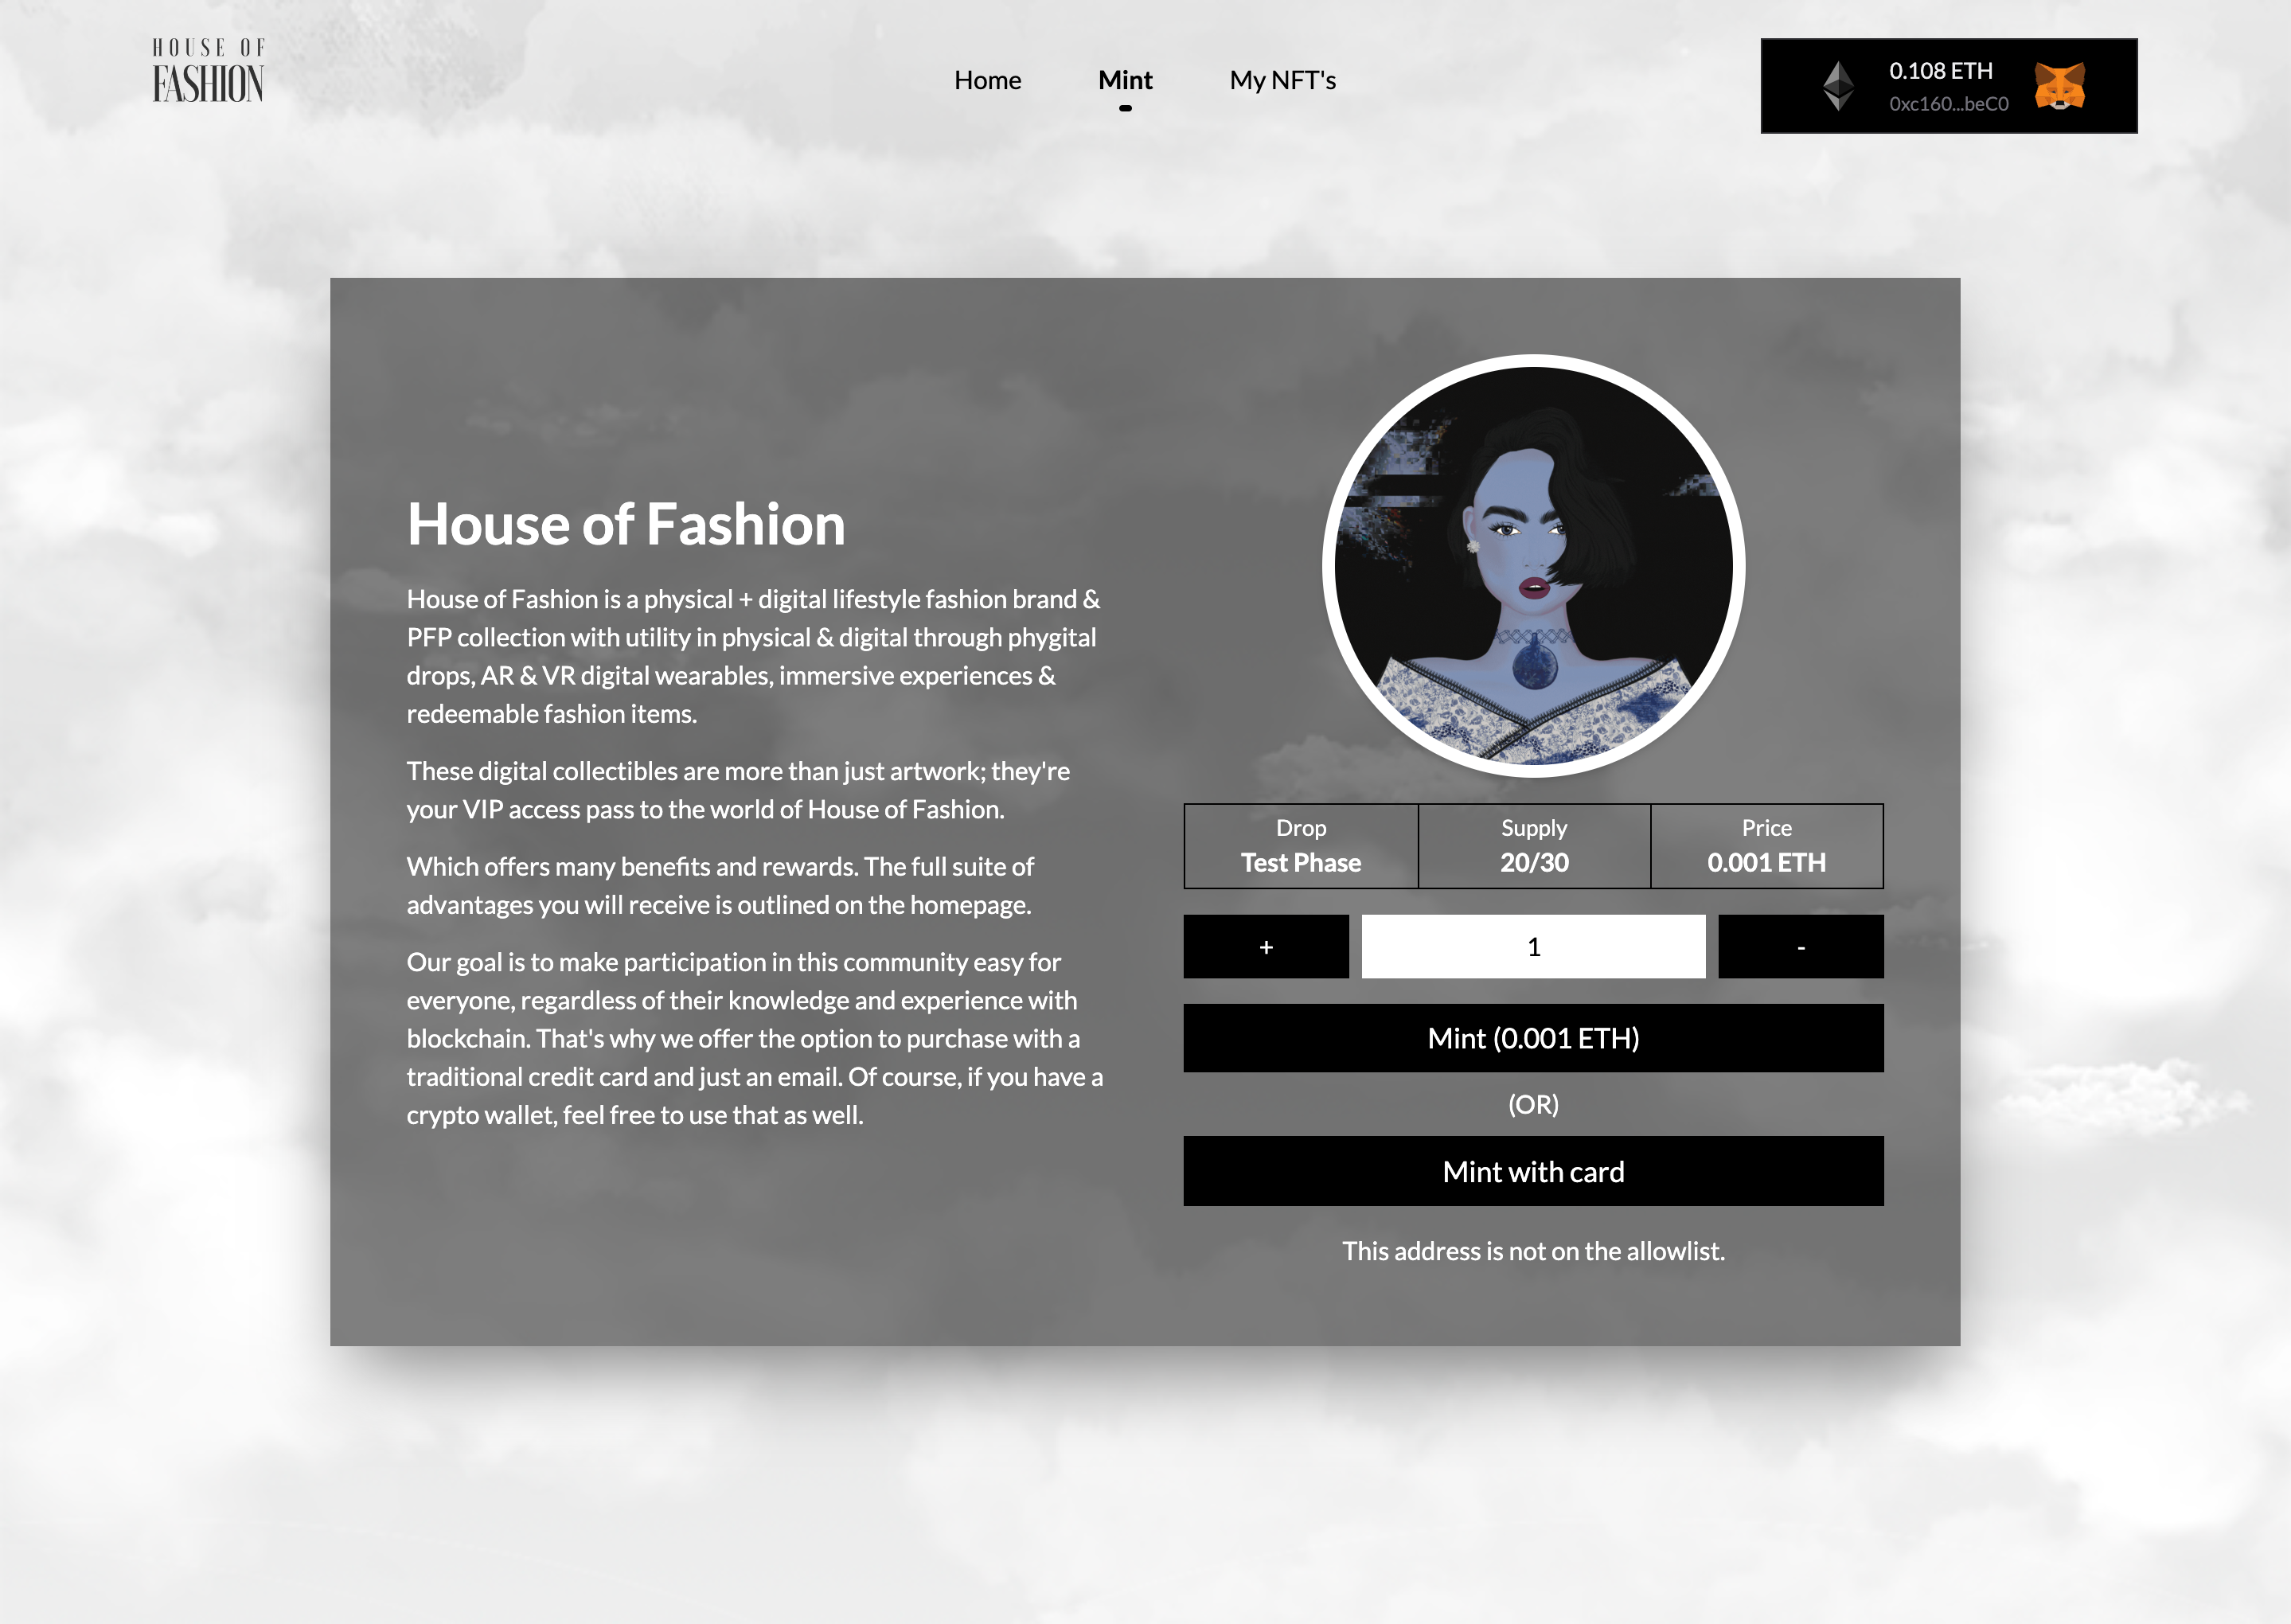 HOUSE OF
FASHION
Home
Mint
My NFT's
0.108 ETH
0xc160...beC0
House of Fashion
House of Fashion is a physical + digital lifestyle fashion brand &
PFP collection with utility in physical & digital through phygital
drops, AR & VR digital wearables, immersive experiences &
redeemable fashion items.
These digital collectibles are more than just artwork; they're
your VIP access pass to the world of House of Fashion.
Which offers many benefits and rewards. The full suite of
advantages you will receive is outlined on the homepage.
Our goal is to make participation in this community easy for
everyone, regardless of their knowledge and experience with
blockchain. That's why we offer the option to purchase with a
traditional credit card and just an email. Of course, if you have a
crypto wallet, feel free to use that as well.
Drop
Test Phase
Supply
20/30
Price
0.001 ETH
+
1
-
Mint (0.001 ETH)
(OR)
Mint with card
This address is not on the allowlist.